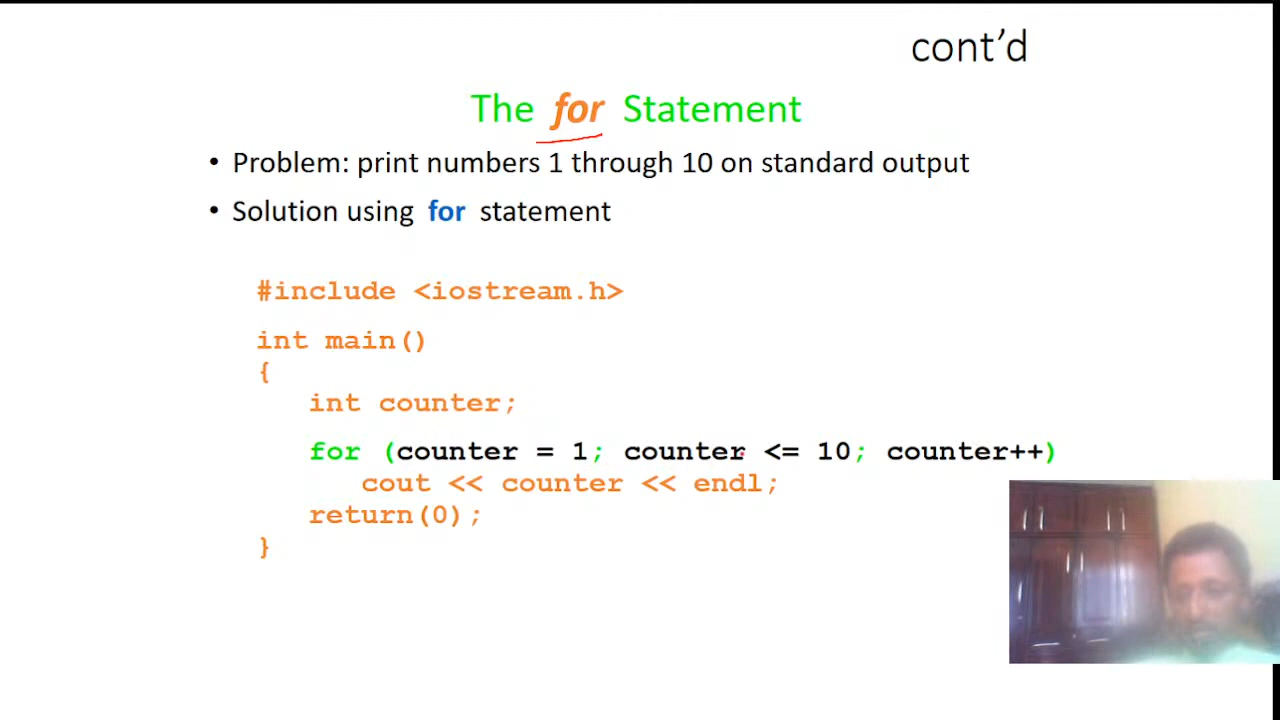 cont’d
The for Statement
• Problem: print numbers 1 through 10 on standard output
• Solution using for statement
#include <iostream.h>
int main()
{
int counter;
for (counter = 1; counter <= 10; counter++)
cout << counter << endl;
return(0);
}